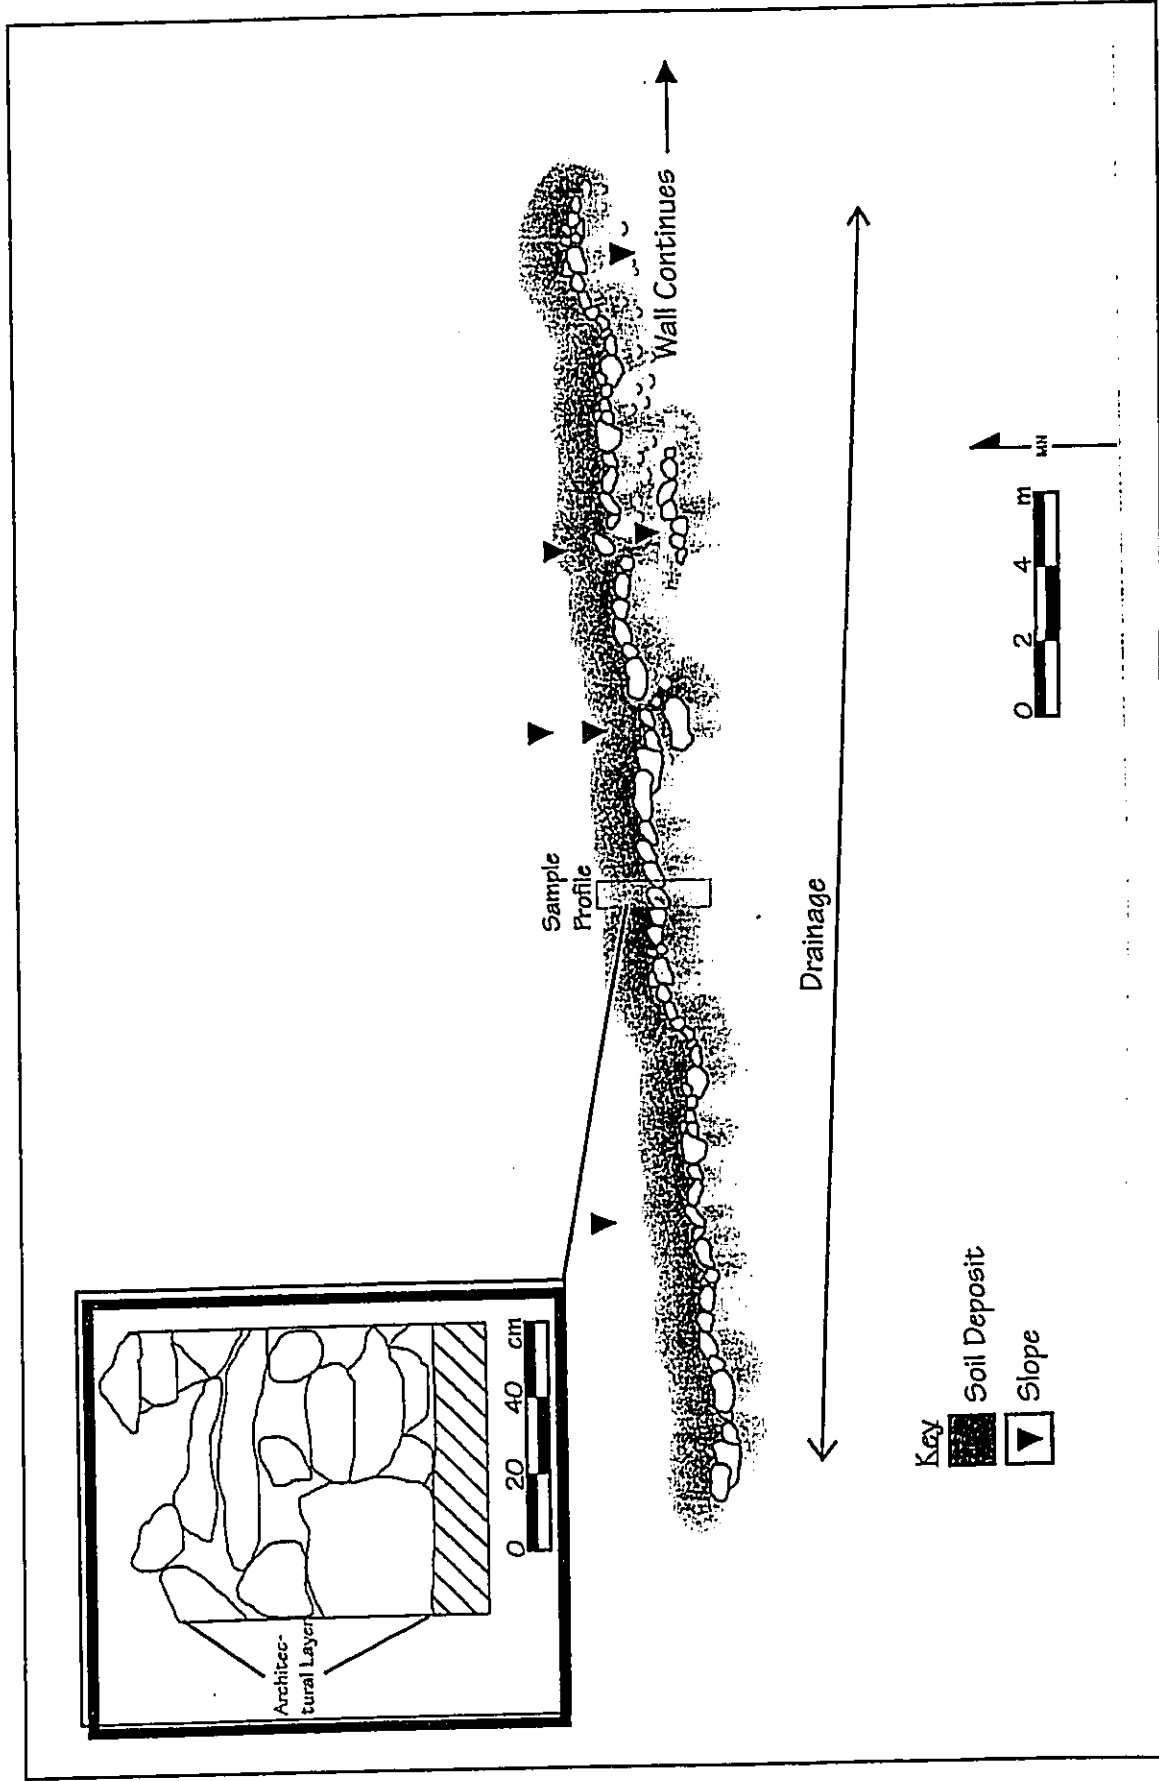 Architec-
tural Layer
0 20 40 cm
Sample
Profile
Wall Continues
Drainage
Key
Soil Deposit
Slope
0 2 4 m
MN